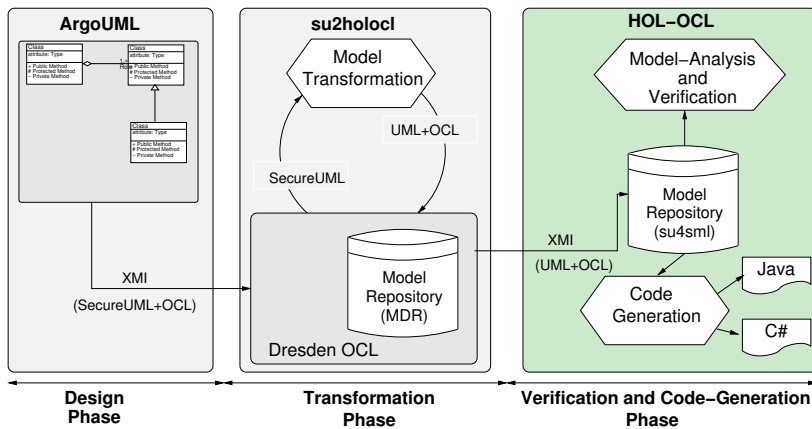 ArgoUML
Class
attribute: Type
+ Public Method
# Protected Method
− Private Method
Class
attribute: Type
+ Public Method
# Protected Method
− Private Method
Role
Class
attribute: Type
+ Public Method
# Protected Method
− Private Method
XMI
(SecureUML+OCL)
su2holocl
Model
Transformation
UML+OCL
SecureUML
Model
Repository
(MDR)
Dresden OCL
XMI
(UML+OCL)
HOL−OCL
Model−Analysis
and
Verification
Model
Repository
(su4sml)
Code
Generation
Java
C#
Design
Phase
Transformation
Phase
Verification and Code−Generation
Phase